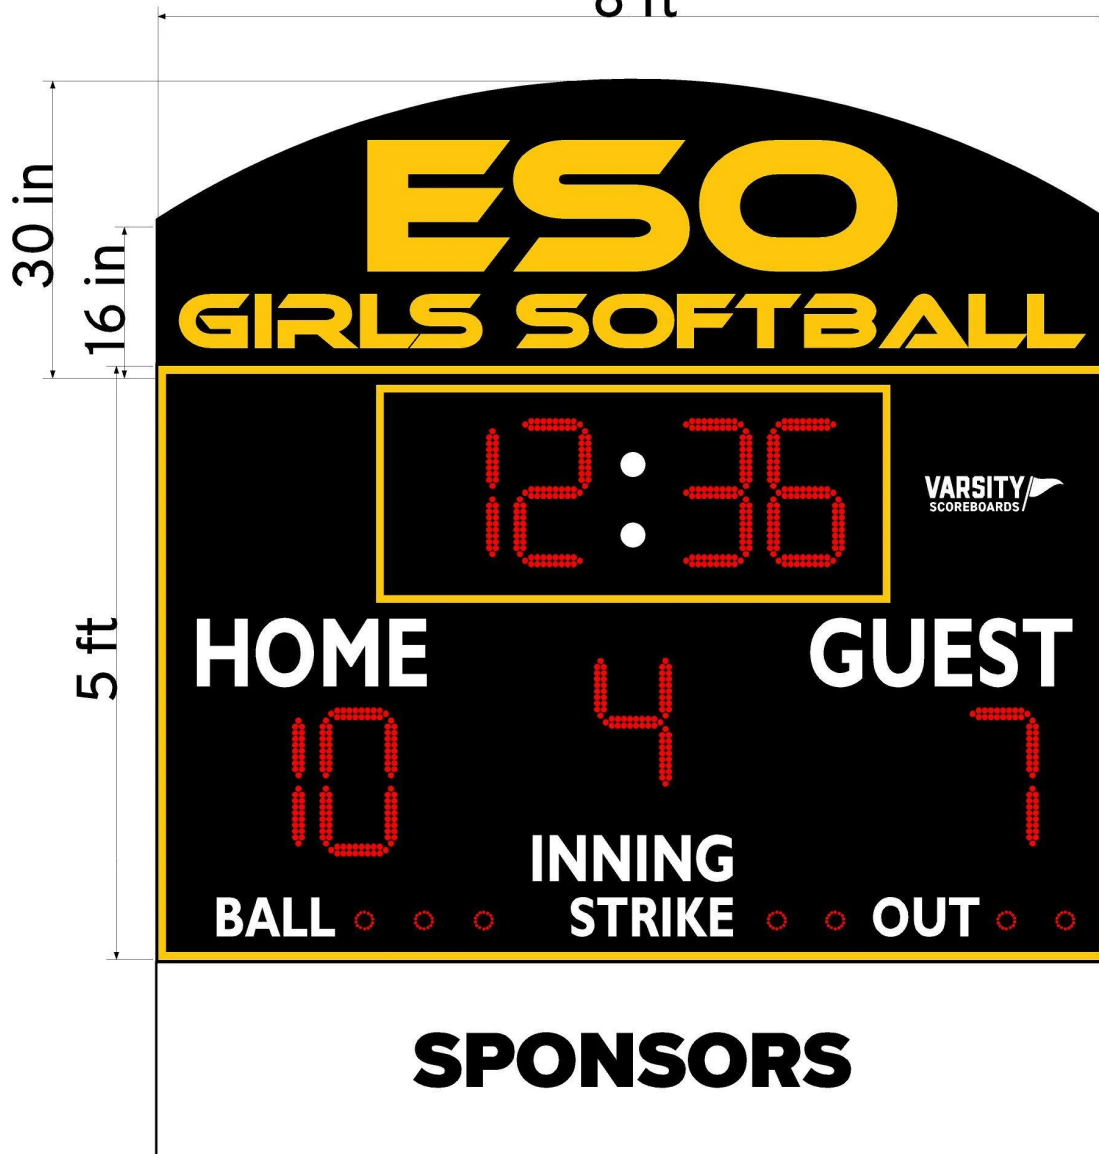 ft
30 in
ESO
16 in
GIRLS SOFTBALL
12:36
VARSITY
SCOREBOARDS
5 ft
HOME
GUEST
4
10
7
INNING
BALL
STRIKE
OUT
SPONSORS